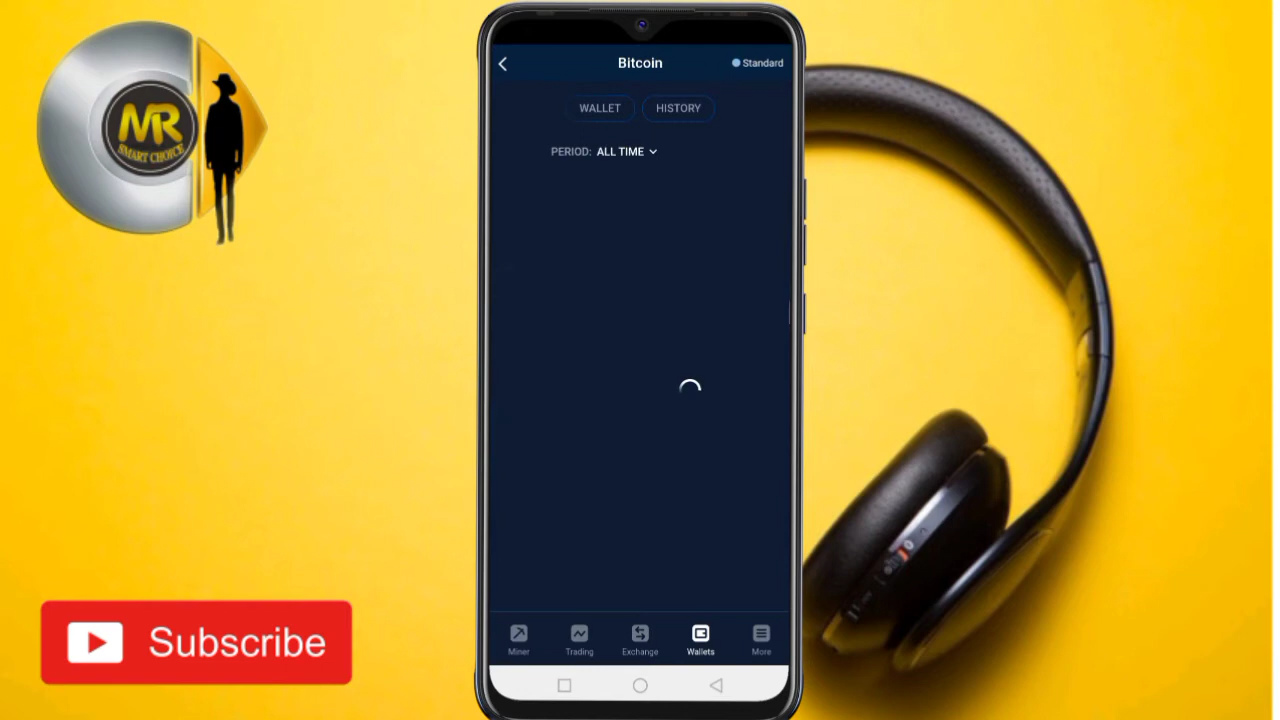 MR
SMART CHOICE
Bitcoin
Standard
WALLET
HISTORY
PERIOD: ALL TIME
Miner
Trading
Exchange
Wallets
More
Subscribe